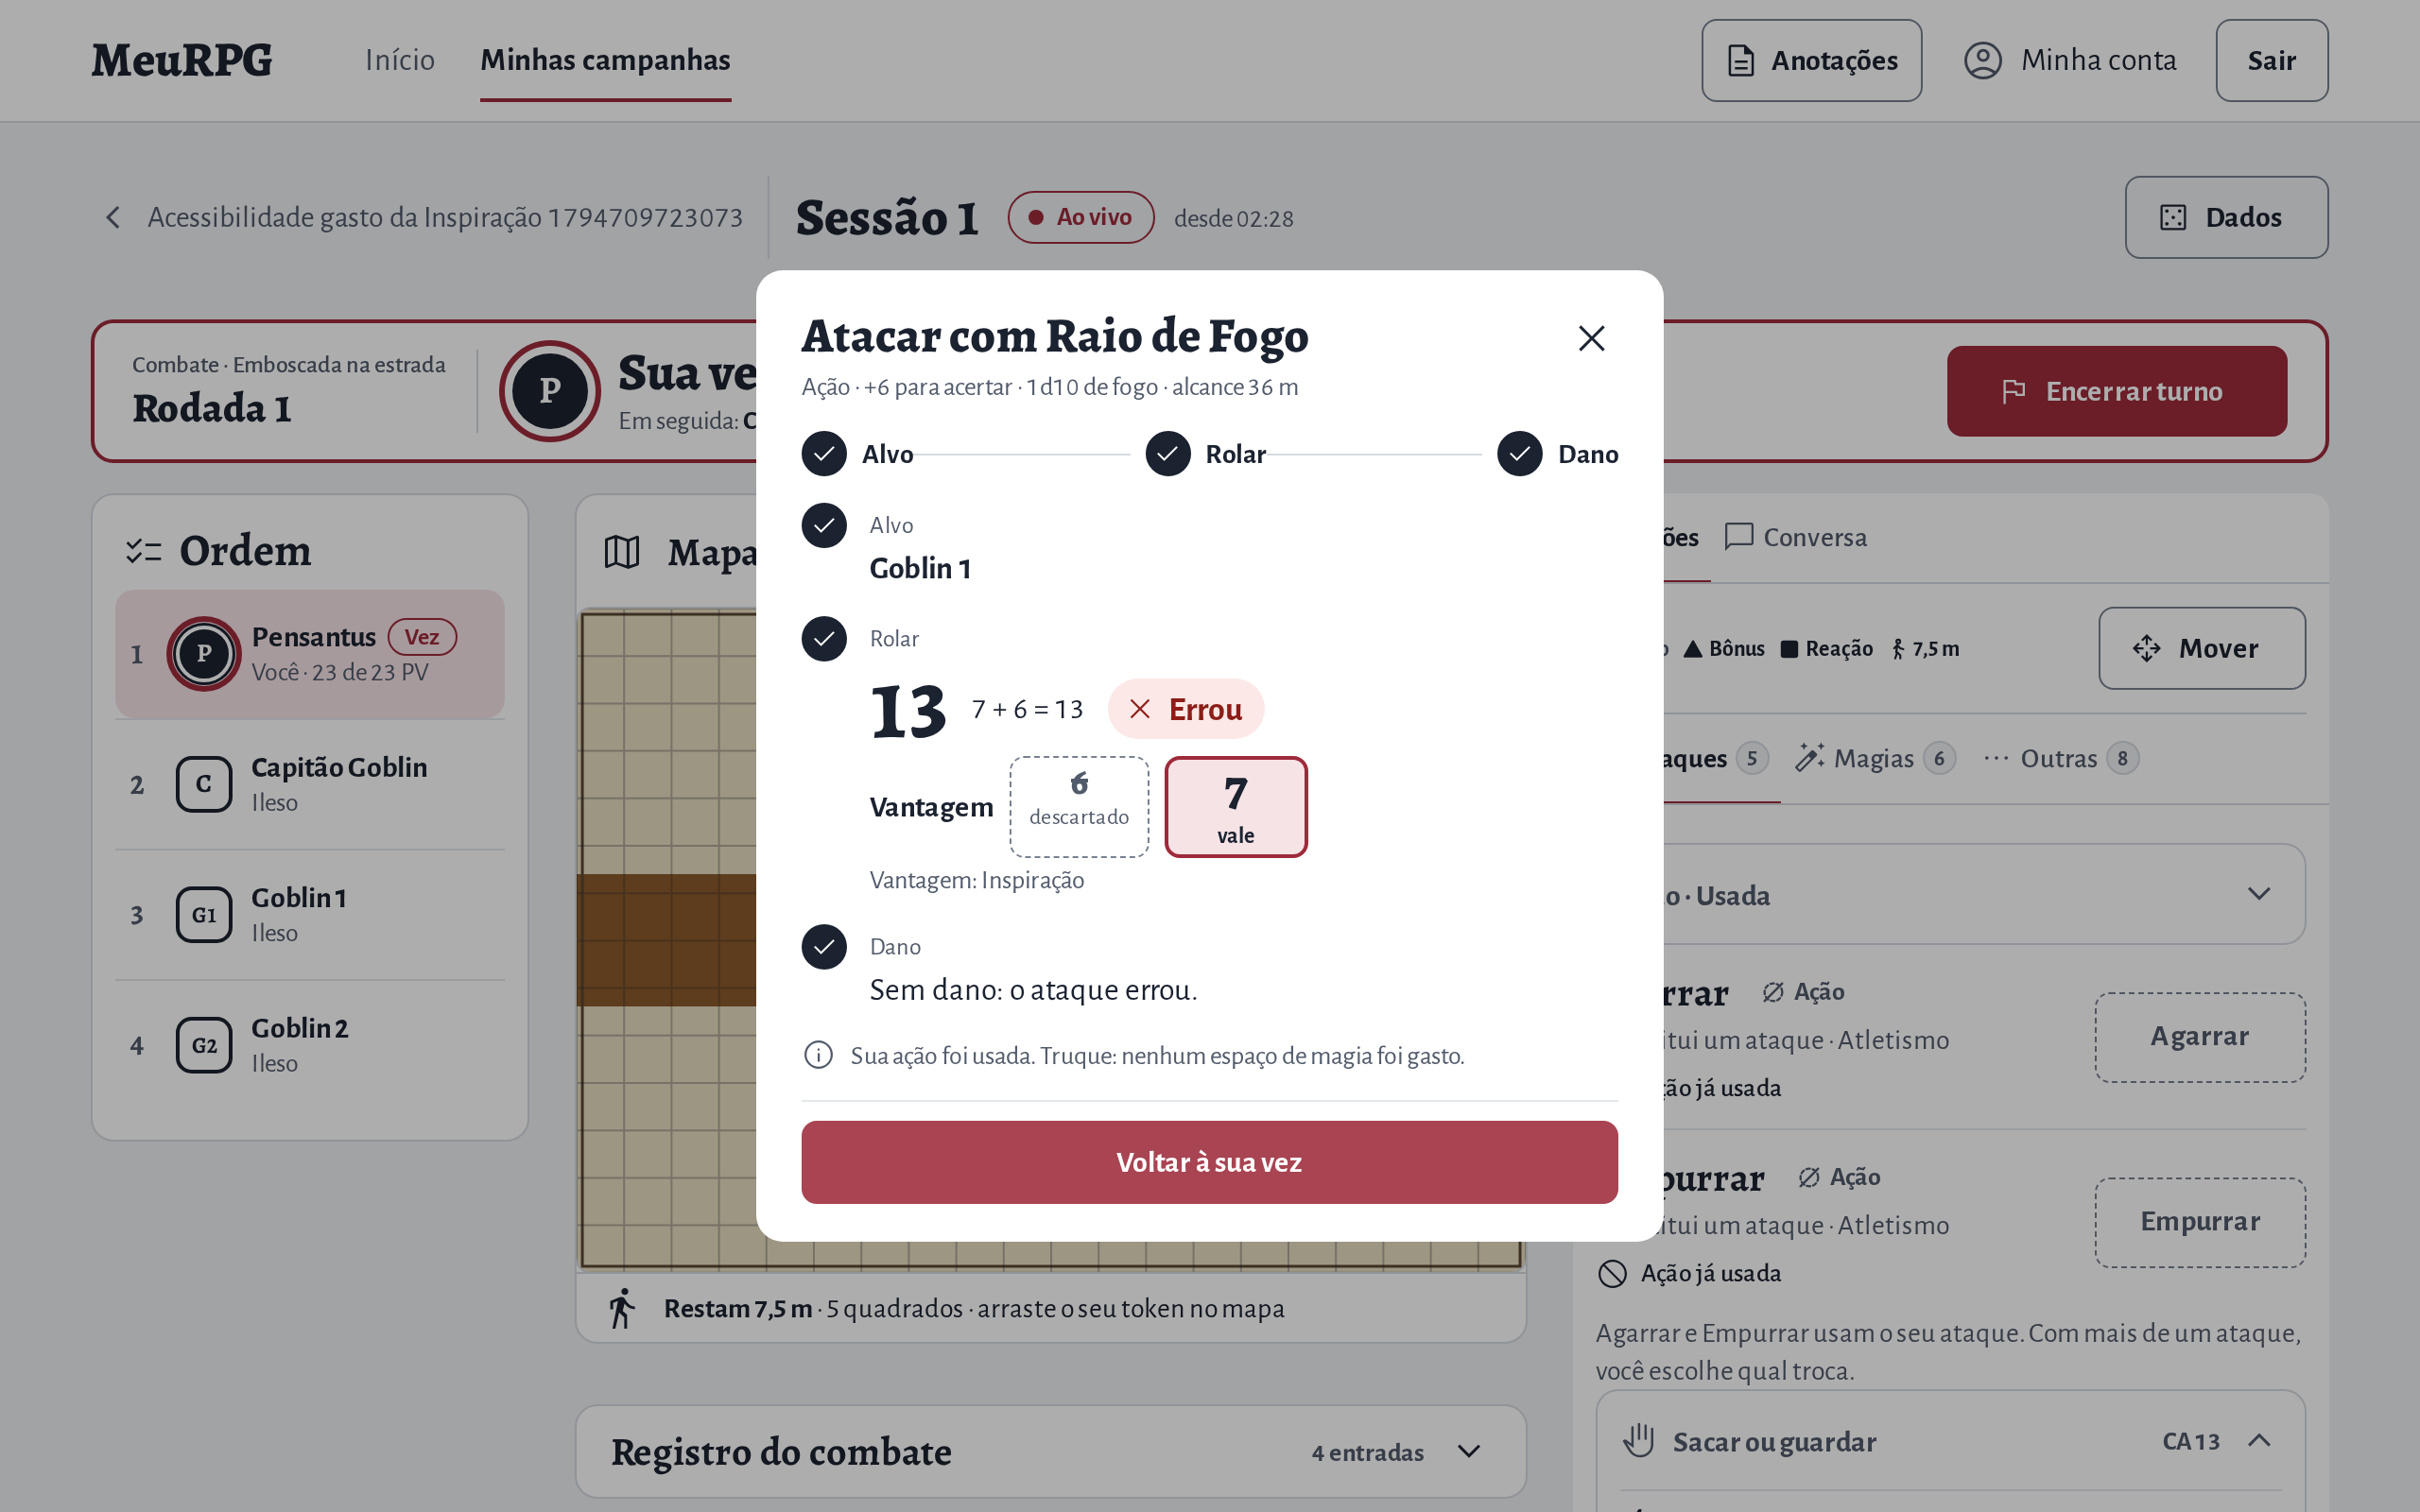 MeuRPG
Início
Minhas campanhas
Anotações
Minha conta
Sair
Acessibilidade gasto da Inspiração 1794709723073
Sessão 1
Ao vivo
desde 02:28
Dados
Combate · Emboscada na estrada
Rodada 1
P
Sua ve
Em seguida: C
Encerrar turno
Ordem
1
P
Pensantus
Vez
Você · 23 de 23 PV
2
C
Capitão Goblin
Ileso
3
G1
Goblin 1
Ileso
4
G2
Goblin 2
Ileso
Mapa
Restam 7,5 m · 5 quadrados · arraste o seu token no mapa
Registro do combate
4 entradas
Atacar com Raio de Fogo
Ação · +6 para acertar · 1d10 de fogo · alcance 36 m
Alvo
Rolar
Dano
Alvo
Goblin 1
Rolar
13
7 + 6 = 13
Errou
Vantagem
6
descartado
7
vale
Vantagem: Inspiração
Dano
Sem dano: o ataque errou.
Sua ação foi usada. Truque: nenhum espaço de magia foi gasto.
Voltar à sua vez
ões
Conversa
Bônus
Reação
7,5 m
Mover
aques
5
Magias
6
Outras
8
o · Usada
rrar
Ação
itui um ataque · Atletismo
ção já usada
Agarrar
purrar
Ação
itui um ataque · Atletismo
Ação já usada
Empurrar
Agarrar e Empurrar usam o seu ataque. Com mais de um ataque,
você escolhe qual troca.
Sacar ou guardar
CA 13